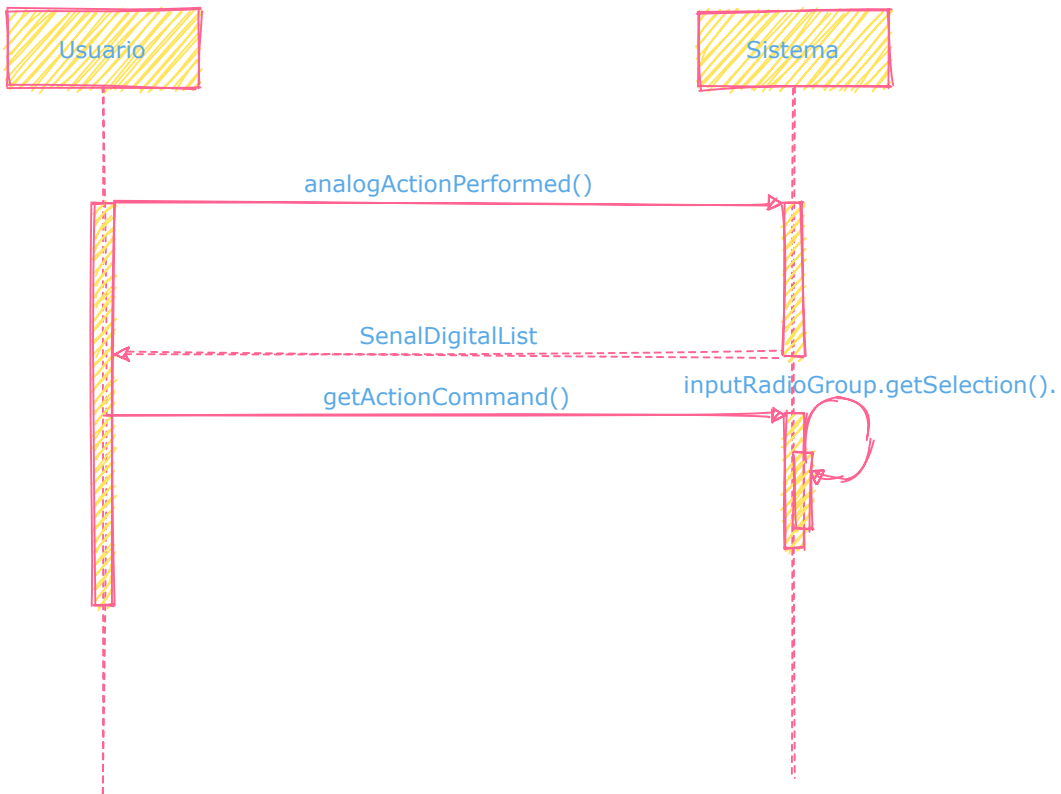 Usuario
Sistema
analogActionPerformed()
SenalDigitalList
inputRadioGroup.getSelection().
getActionCommand()